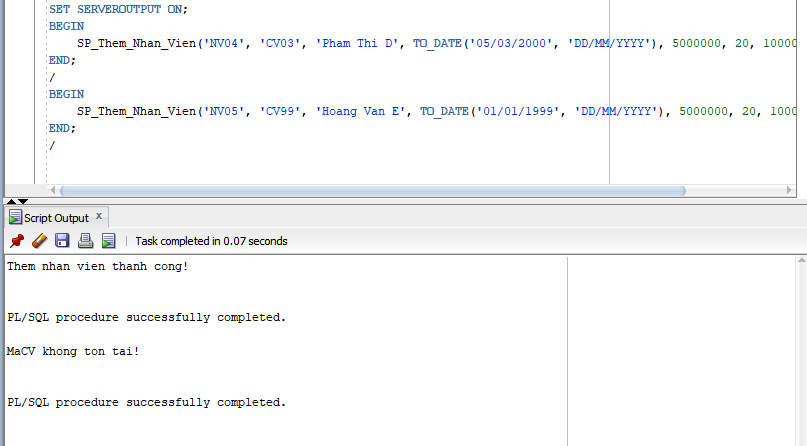 SET SERVEROUTPUT ON;
BEGIN
SP_Them_Nhan_Vien('NV04', 'CV03', 'Pham Thi D', TO_DATE('05/03/2000', 'DD/MM/YYYY'), 5000000, 20, 10000
END;
/
BEGIN
SP_Them_Nhan_Vien('NV05', 'CV99', 'Hoang Van E', TO_DATE('01/01/1999', 'DD/MM/YYYY'), 5000000, 20, 1000
END;
/
Script Output x
Task completed in 0.07 seconds
Them nhan vien thanh cong!
PL/SQL procedure successfully completed.
MaCV khong ton tai!
PL/SQL procedure successfully completed.